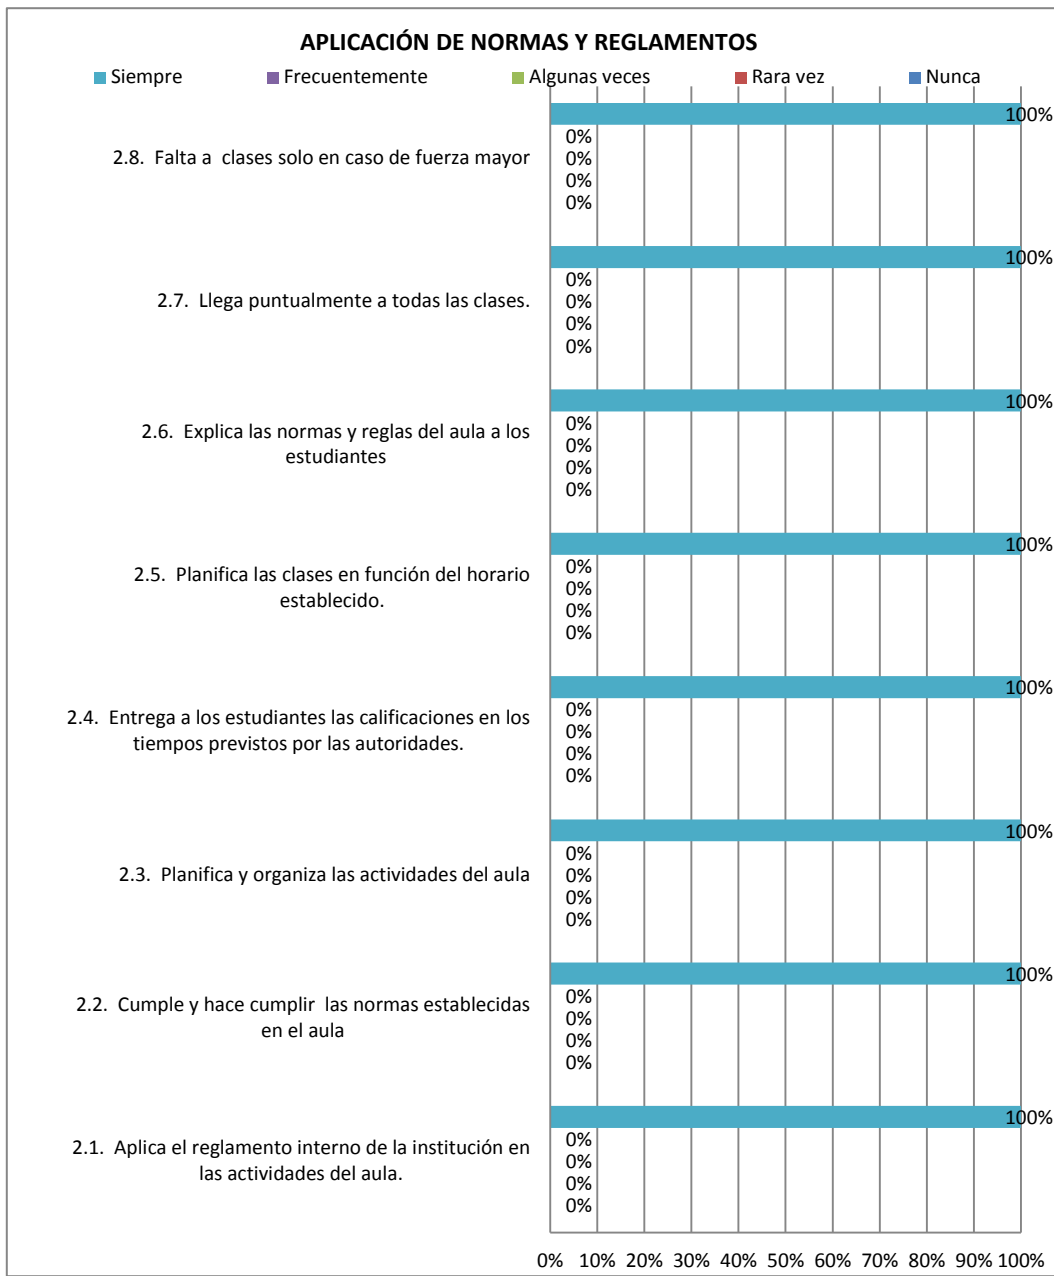 APLICACIÓN DE NORMAS Y REGLAMENTOS
Siempre Frecuentemente Algunas veces Rara vez Nunca
100%
0%
2.8. Falta a clases solo en caso de fuerza mayor
0%
0%
0%
100%
0%
2.7. Llega puntualmente a todas las clases.
0%
0%
0%
100%
0%
2.6. Explica las normas y reglas del aula a los
estudiantes
0%
0%
0%
100%
0%
2.5. Planifica las clases en función del horario
establecido.
0%
0%
0%
100%
0%
2.4. Entrega a los estudiantes las calificaciones en los
tiempos previstos por las autoridades.
0%
0%
0%
100%
0%
2.3. Planifica y organiza las actividades del aula
0%
0%
0%
100%
0%
2.2. Cumple y hace cumplir las normas establecidas
en el aula
0%
0%
0%
100%
0%
2.1. Aplica el reglamento interno de la institución en
las actividades del aula.
0%
0%
0%
0% 10% 20% 30% 40% 50% 60% 70% 80% 90% 100%